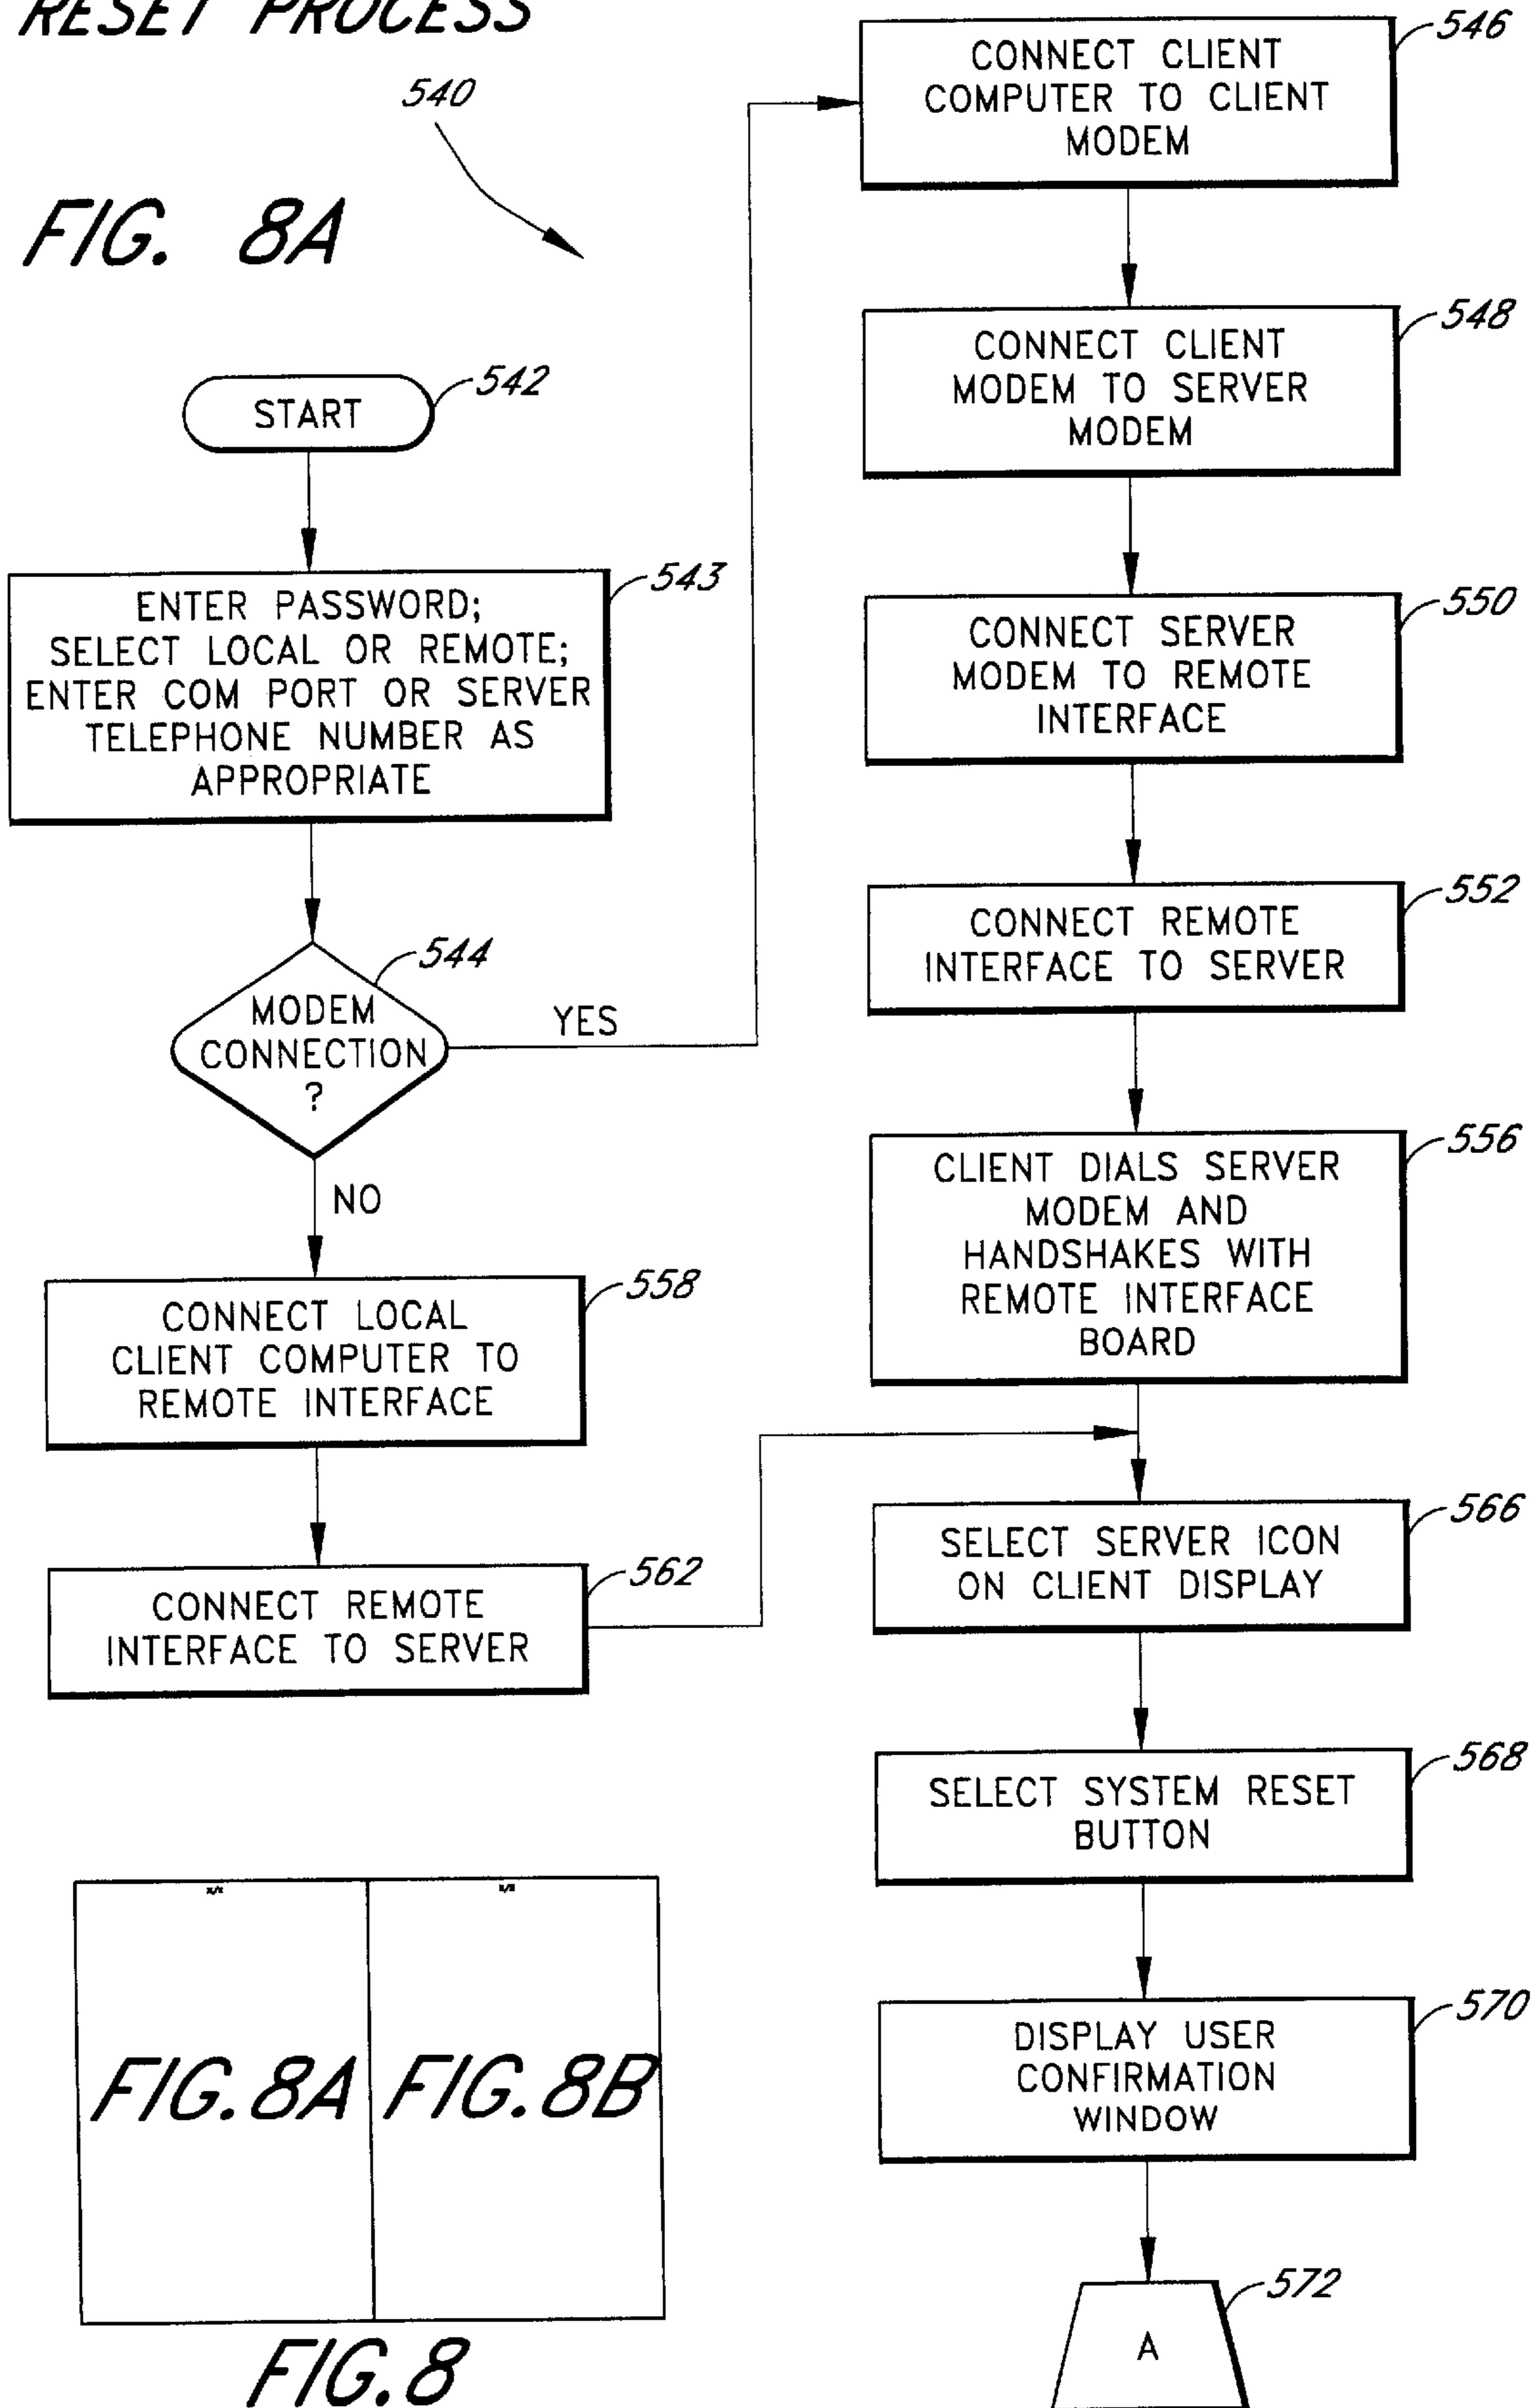 RESET PROCESS
540
FIG. 8A
542
START
543
ENTER PASSWORD;
SELECT LOCAL OR REMOTE;
ENTER COM PORT OR SERVER
TELEPHONE NUMBER AS
APPROPRIATE
544
MODEM
CONNECTION
?
YES
NO
558
CONNECT LOCAL
CLIENT COMPUTER TO
REMOTE INTERFACE
562
CONNECT REMOTE
INTERFACE TO SERVER
546
CONNECT CLIENT
COMPUTER TO CLIENT
MODEM
548
CONNECT CLIENT
MODEM TO SERVER
MODEM
550
CONNECT SERVER
MODEM TO REMOTE
INTERFACE
552
CONNECT REMOTE
INTERFACE TO SERVER
556
CLIENT DIALS SERVER
MODEM AND
HANDSHAKES WITH
REMOTE INTERFACE
BOARD
566
SELECT SERVER ICON
ON CLIENT DISPLAY
568
SELECT SYSTEM RESET
BUTTON
570
DISPLAY USER
CONFIRMATION
WINDOW
572
A
FIG.8A
FIG.8B
FIG.8